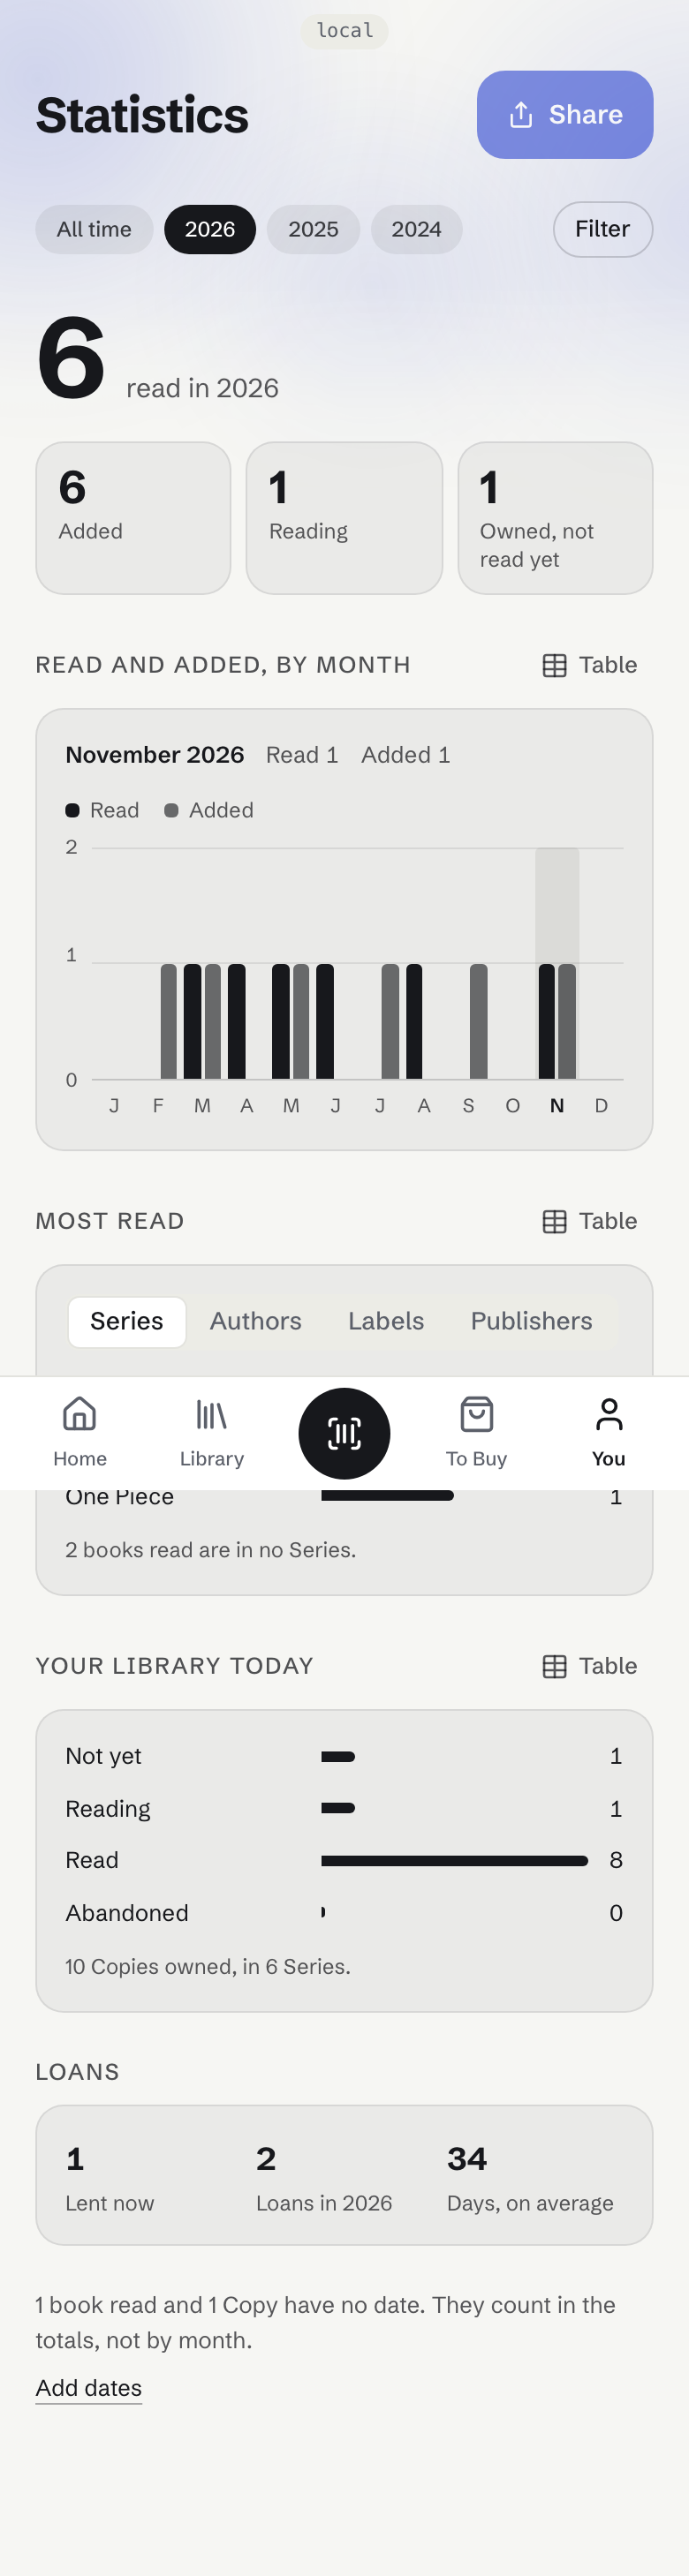 local
Statistics
Share
All time
2026
2025
2024
Filter
6 read in 2026
6
Added
1
Reading
1
Owned, not
read yet
READ AND ADDED, BY MONTH
Table
November 2026 Read 1 Added 1
Read Added
2
1
0
J F M A M J J A S O N D
MOST READ
Table
Series Authors Labels Publishers
Home Library To Buy You
One Piece 1
2 books read are in no Series.
YOUR LIBRARY TODAY
Table
Not yet 1
Reading 1
Read 8
Abandoned 0
10 Copies owned, in 6 Series.
LOANS
1
Lent now
2
Loans in 2026
34
Days, on average
1 book read and 1 Copy have no date. They count in the
totals, not by month.
Add dates